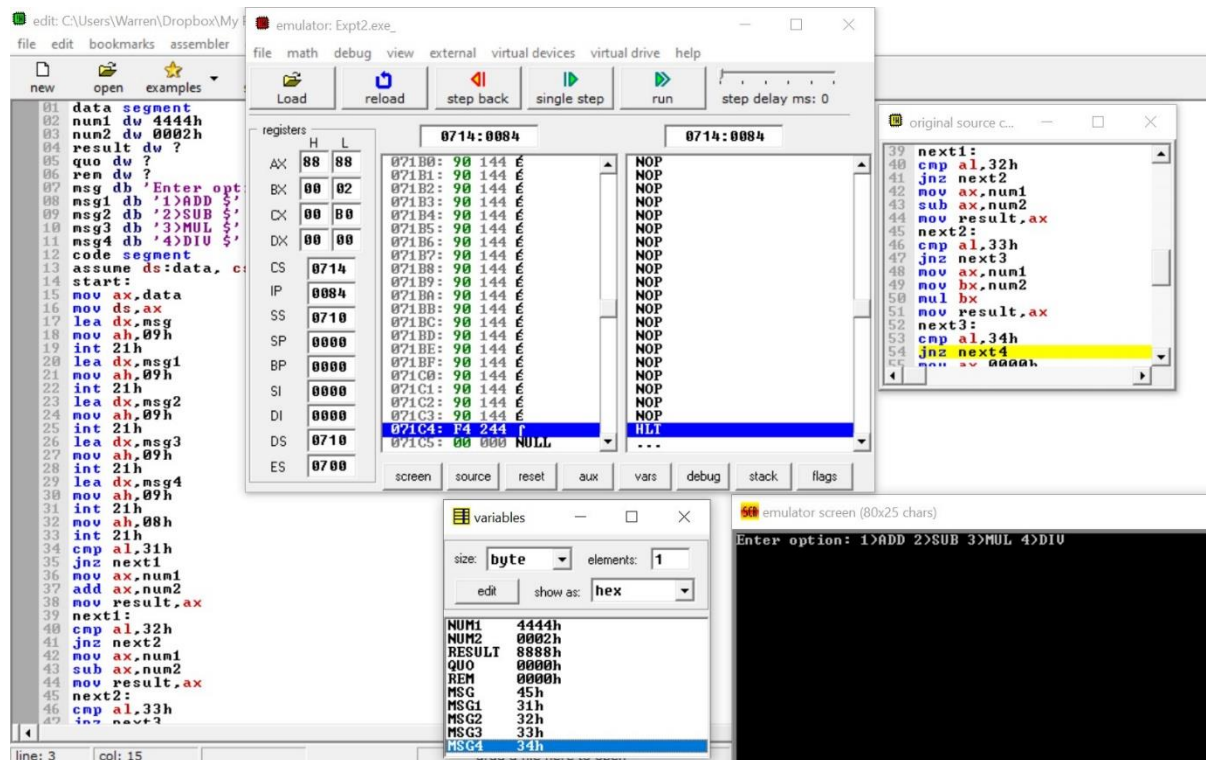 edit: C:\Users\Warren\Dropbox\My
file edit bookmarks assembler
new open examples
01 data segment
02 num1 dw 4444h
03 num2 dw 0002h
04 result dw ?
05 quo dw ?
06 rem dw ?
07 msg db 'Enter opt
08 msg1 db '1)ADD $'
09 msg2 db '2)SUB $'
10 msg3 db '3)MUL $'
11 msg4 db '4)DIV $'
12 code segment
13 assume ds:data, c
14 start:
15 mov ax,data
16 mov ds,ax
17 lea dx,msg
18 mov ah,09h
19 int 21h
20 lea dx,msg1
21 mov ah,09h
22 int 21h
23 lea dx,msg2
24 mov ah,09h
25 int 21h
26 lea dx,msg3
27 mov ah,09h
28 int 21h
29 lea dx,msg4
30 mov ah,09h
31 int 21h
32 mov ah,08h
33 int 21h
34 cmp al,31h
35 jnz next1
36 mov ax,num1
37 add ax,num2
38 mov result,ax
39 next1:
40 cmp al,32h
41 jnz next2
42 mov ax,num1
43 sub ax,num2
44 mov result,ax
45 next2:
46 cmp al,33h
47 jnz next3
line: 3 col: 15
drag a file here to open
emulator: Expt2.exe_
file math debug view external virtual devices virtual drive help
Load reload step back single step run step delay ms: 0
registers
H L
AX 88 88
BX 00 02
CX 00 B0
DX 00 00
CS 0714
IP 0084
SS 0710
SP 0000
BP 0000
SI 0000
DI 0000
DS 0710
ES 0700
0714:0084 0714:0084
071B0: 90 144 É NOP
071B1: 90 144 É NOP
071B2: 90 144 É NOP
071B3: 90 144 É NOP
071B4: 90 144 É NOP
071B5: 90 144 É NOP
071B6: 90 144 É NOP
071B7: 90 144 É NOP
071B8: 90 144 É NOP
071B9: 90 144 É NOP
071BA: 90 144 É NOP
071BB: 90 144 É NOP
071BC: 90 144 É NOP
071BD: 90 144 É NOP
071BE: 90 144 É NOP
071BF: 90 144 É NOP
071C0: 90 144 É NOP
071C1: 90 144 É NOP
071C2: 90 144 É NOP
071C3: 90 144 É NOP
071C4: F4 244 ⌠ HLT
071C5: 00 000 NULL ...
screen source reset aux vars debug stack flags
original source c...
39 next1:
40 cmp al,32h
41 jnz next2
42 mov ax,num1
43 sub ax,num2
44 mov result,ax
45 next2:
46 cmp al,33h
47 jnz next3
48 mov ax,num1
49 mov bx,num2
50 mul bx
51 mov result,ax
52 next3:
53 cmp al,34h
54 jnz next4
55 mov ax,0000h
variables
size: byte elements: 1
edit show as: hex
NUM1 4444h
NUM2 0002h
RESULT 8888h
QUO 0000h
REM 0000h
MSG 45h
MSG1 31h
MSG2 32h
MSG3 33h
MSG4 34h
emulator screen (80x25 chars)
Enter option: 1)ADD 2)SUB 3)MUL 4)DIV